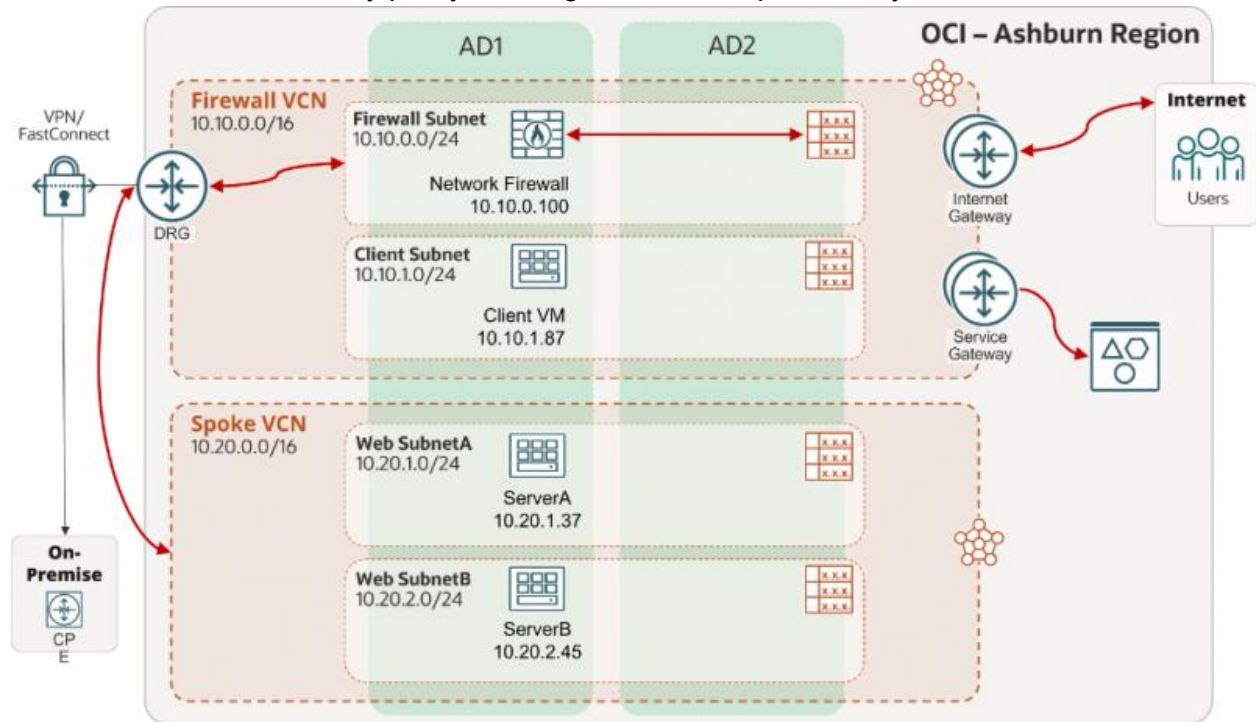 OCI – Ashburn Region
AD1
AD2
Firewall VCN
10.10.0.0/16
VPN/
FastConnect
DRG
Firewall Subnet
10.10.0.0/24
Network Firewall
10.10.0.100
x x x
x x x
x x x
Client Subnet
10.10.1.0/24
Client VM
10.10.1.87
x x x
x x x
x x x
Internet
Gateway
Internet
Users
Service
Gateway
Spoke VCN
10.20.0.0/16
Web SubnetA
10.20.1.0/24
ServerA
10.20.1.37
x x x
x x x
x x x
Web SubnetB
10.20.2.0/24
ServerB
10.20.2.45
x x x
x x x
x x x
On-
Premise
CP
E